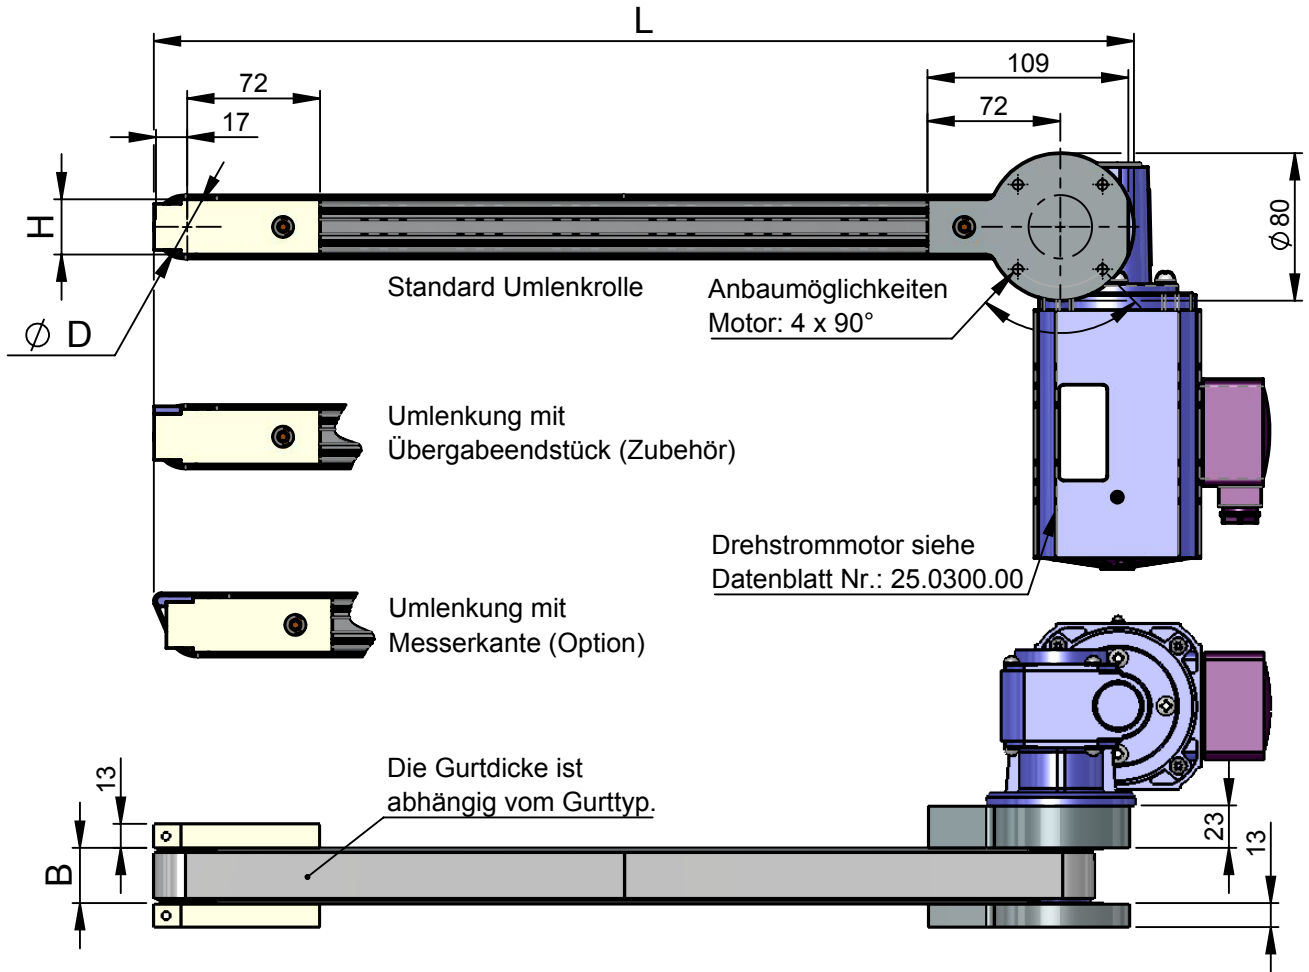 L
72
109
17
72
H
⌀ 80
Standard Umlenkrolle
Anbaumöglichkeiten
Motor: 4 x 90°
⌀ D
Umlenkung mit
Übergabeendstück (Zubehör)
Drehstrommotor siehe
Datenblatt Nr.: 25.0300.00
Umlenkung mit
Messerkante (Option)
Die Gurtdicke ist
abhängig vom Gurttyp.
13
23
13
B